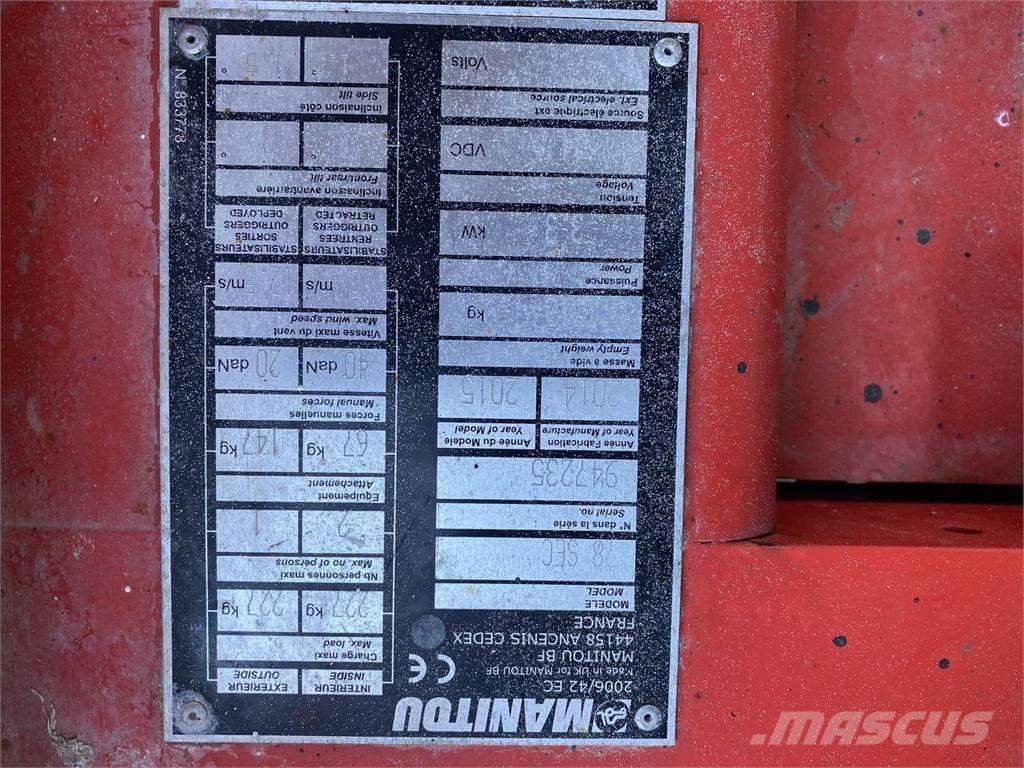 MANITOU
2006/42 EC
Made in UK for MANITOU BF
MANITOU BF
44158 ANCENIS CEDEX
FRANCE
CE
MODELE
MODEL
78 SEC
N° dans la série
Serial no.
947235
Année Fabrication
Year of Manufacture
2014
Année du Modèle
Year of Model
2015
Masse à vide
Empty weight
kg
Puissance
Power
kW
Tension
Voltage
VDC
Source électrique ext
Ext. electrical source
Volts
INTERIEUR
INSIDE
EXTERIEUR
OUTSIDE
Charge maxi
Max. load
227 kg
227 kg
Nb personnes maxi
Max. no of persons
2
1
Equipement
Attachement
67 kg
147 kg
Forces manuelles
Manual forces
40 daN
20 daN
Vitesse maxi du vant
Max. wind speed
m/s
m/s
STABILISATEURS
RENTRÉES
OUTRIGGERS
RETRACTED
STABILISATEURS
SORTIES
OUTRIGGERS
DEPLOYED
Inclinaison avant/arrière
Front/rear tilt
°
°
inclinaison côté
Side tilt
°
°
N° 833778
MASCUS